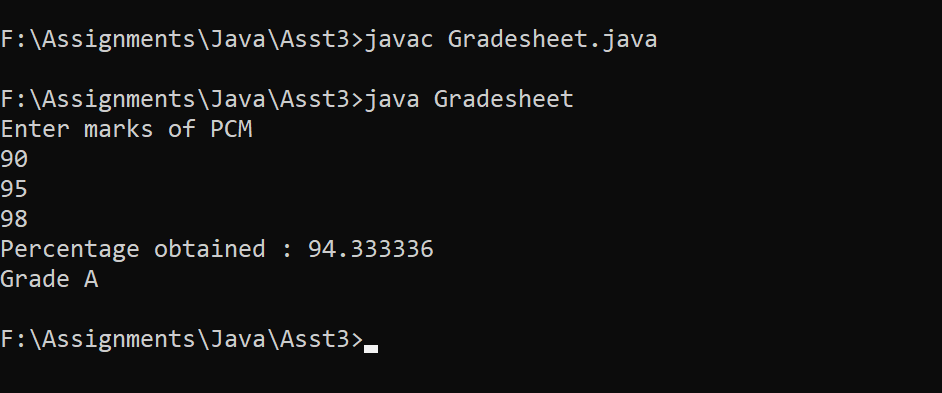 F:\Assignments\Java\Asst3>javac Gradesheet.java
F:\Assignments\Java\Asst3>java Gradesheet
Enter marks of PCM
90
95
98
Percentage obtained : 94.333336
Grade A
F:\Assignments\Java\Asst3>